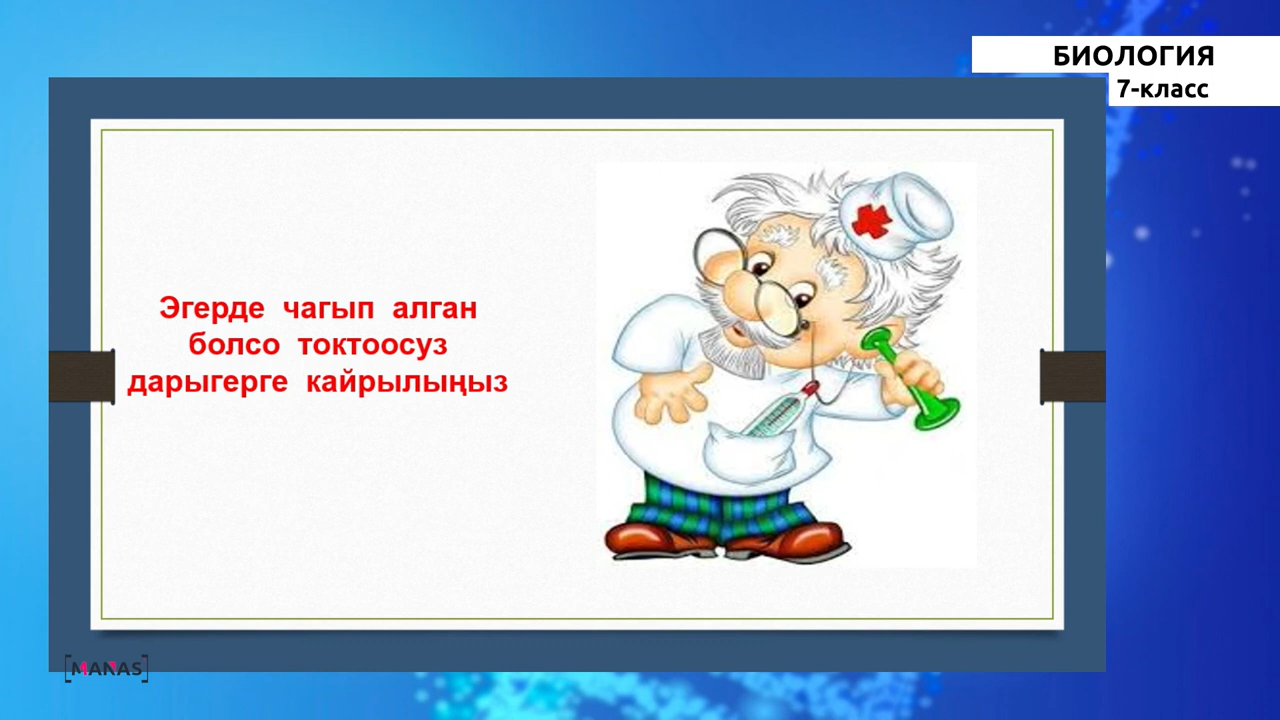 БИОЛОГИЯ
7-класс
Эгерде чагып алган
болсо токтоосуз
дарыгерге кайрылыңыз
[MANAS]